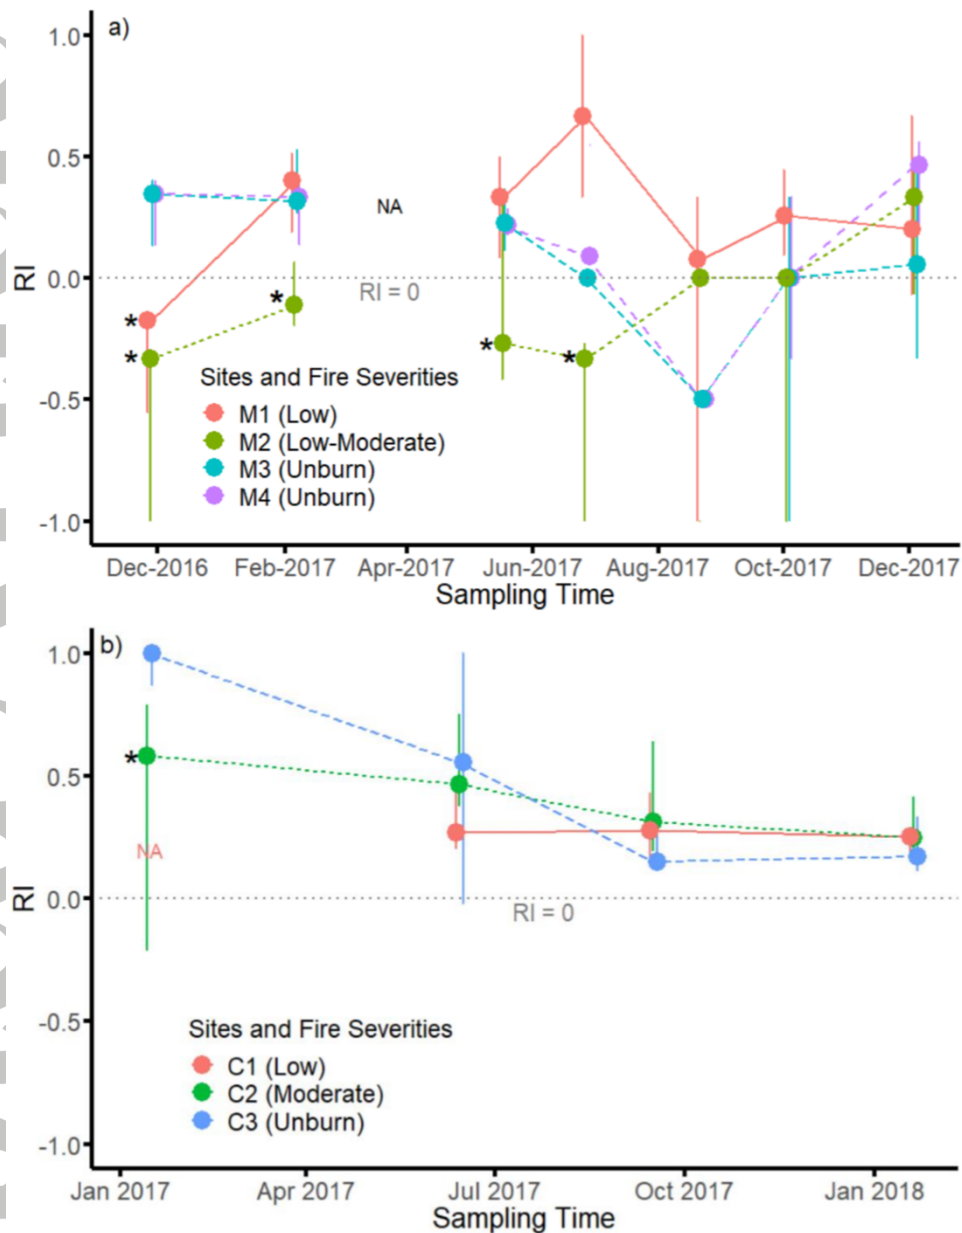 a)
1.0
0.5
0.0
-0.5
-1.0
RI
NA
RI = 0
*
*
*
*
*
Sites and Fire Severities
M1 (Low)
M2 (Low-Moderate)
M3 (Unburn)
M4 (Unburn)
Dec-2016 Feb-2017 Apr-2017 Jun-2017 Aug-2017 Oct-2017 Dec-2017
Sampling Time
b)
1.0
0.5
0.0
-0.5
-1.0
RI
*
NA
RI = 0
Sites and Fire Severities
C1 (Low)
C2 (Moderate)
C3 (Unburn)
Jan 2017 Apr 2017 Jul 2017 Oct 2017 Jan 2018
Sampling Time